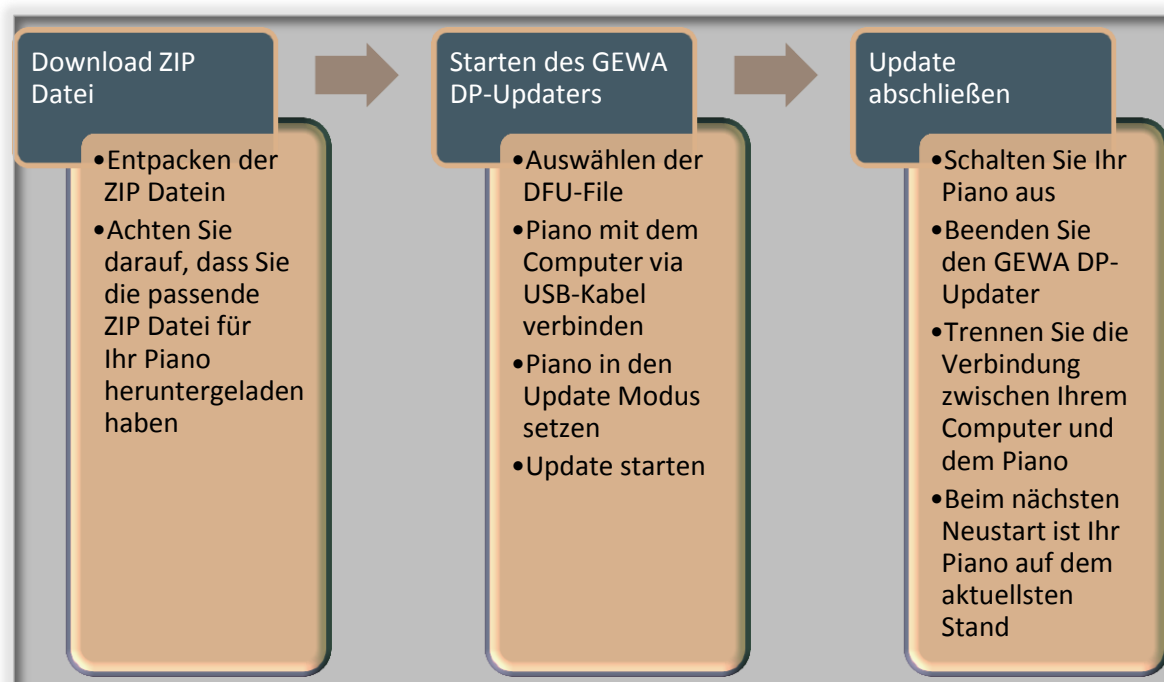 Download ZIP
Datei
•Entpacken der
ZIP Datein
•Achten Sie
darauf, dass Sie
die passende
ZIP Datei für
Ihr Piano
heruntergeladen
haben
Starten des GEWA
DP-Updaters
•Auswählen der
DFU-File
•Piano mit dem
Computer via
USB-Kabel
verbinden
•Piano in den
Update Modus
setzen
•Update starten
Update
abschließen
•Schalten Sie Ihr
Piano aus
•Beenden Sie
den GEWA DP-
Updater
•Trennen Sie die
Verbindung
zwischen Ihrem
Computer und
dem Piano
•Beim nächsten
Neustart ist Ihr
Piano auf dem
aktuellsten
Stand